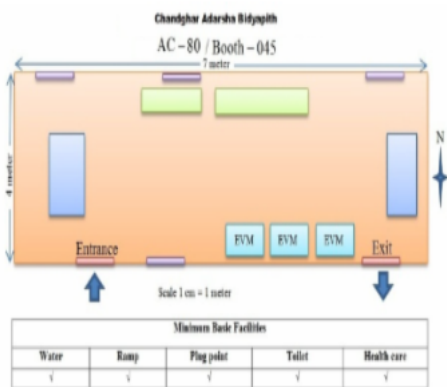 Chandghar Adarsha Bidyapith
AC – 80 / Booth – 045
7 meter
4 meter
N
EVM EVM EVM
Entrance Exit
Scale 1 cm = 1 meter
Minimum Basic Facilities
Water Ramp Plug point Toilet Health care
√ √ √ √ √